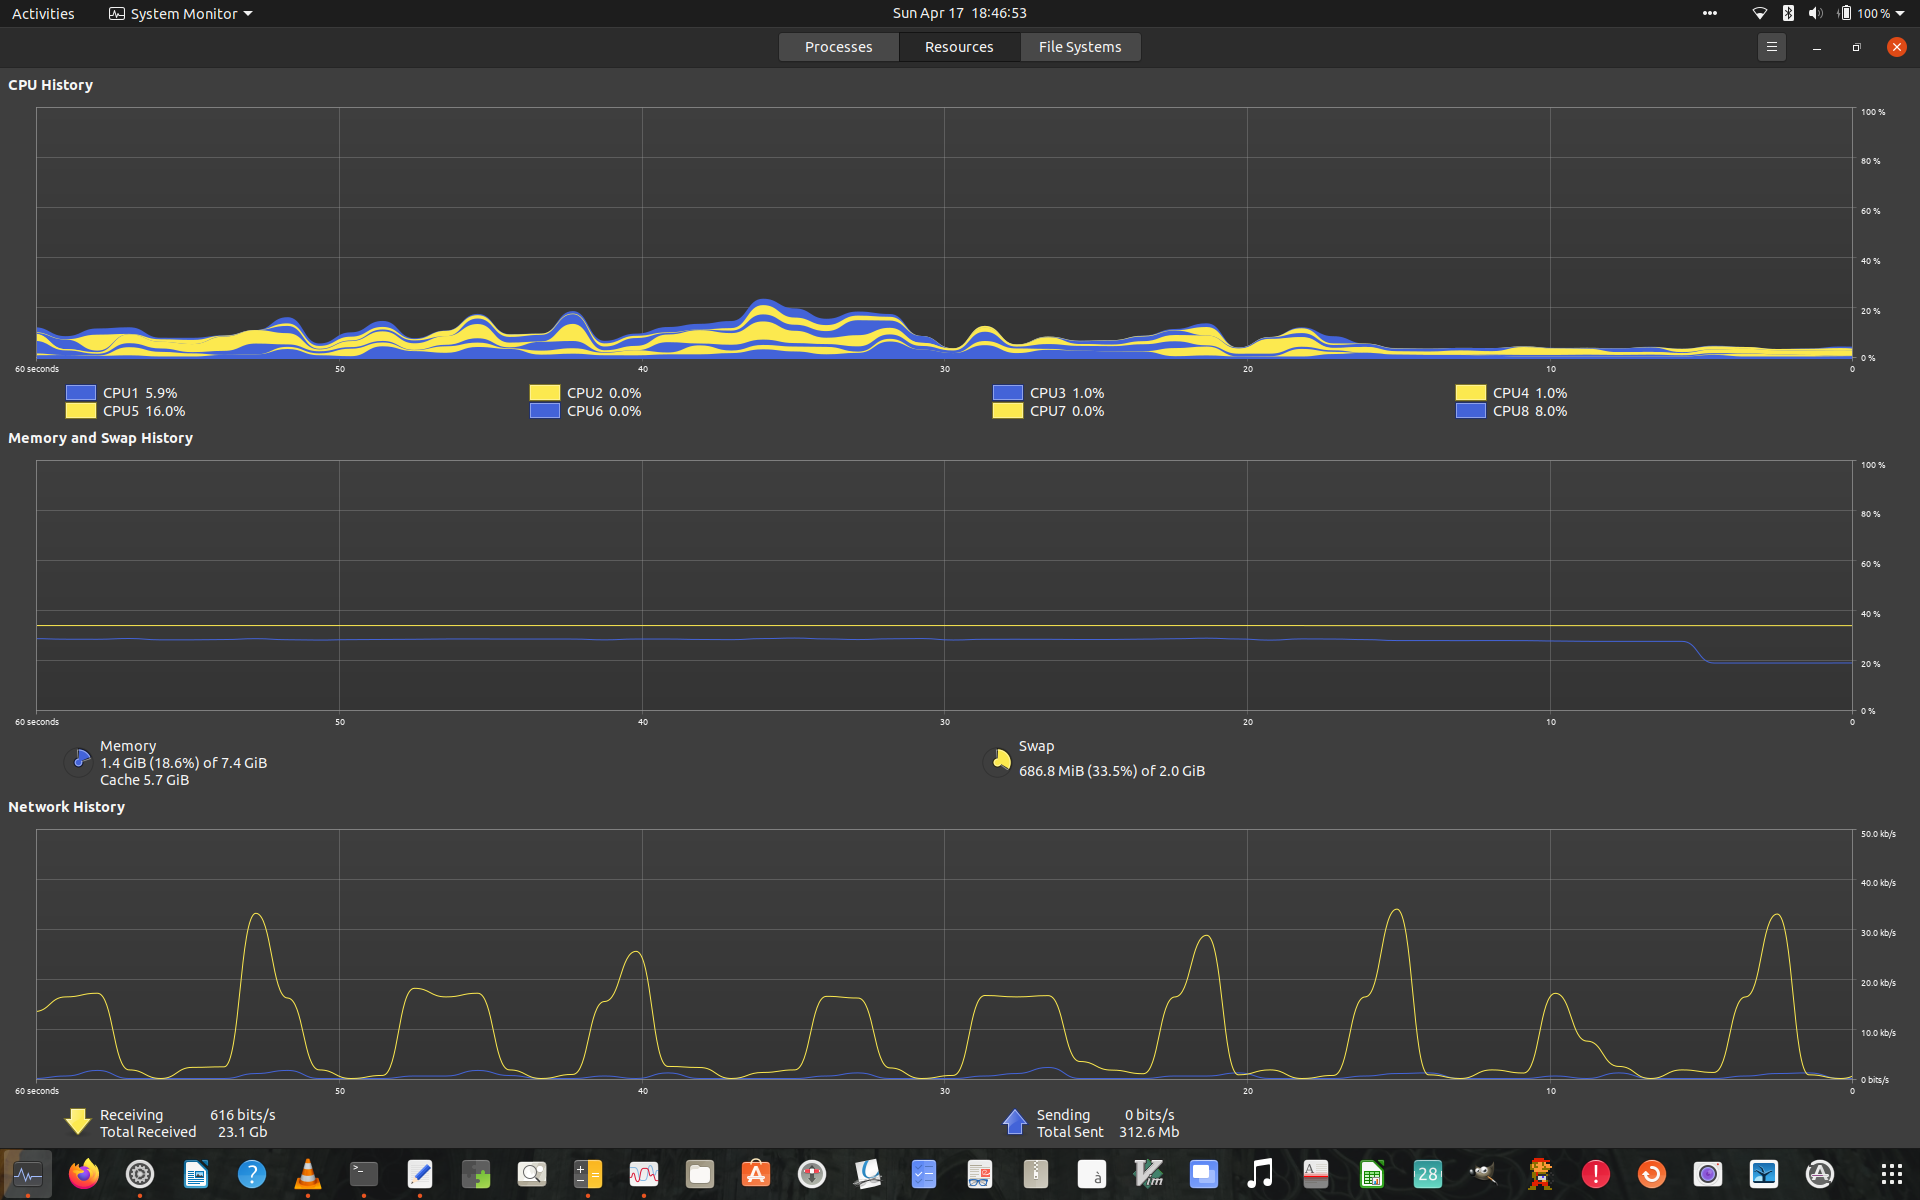 Activities System Monitor Sun Apr 17 18:46:53 100 %
Processes Resources File Systems
CPU History
100 %
80 %
60 %
40 %
20 %
0 %
60 seconds 50 40 30 20 10 0
CPU1 5.9% CPU2 0.0% CPU3 1.0% CPU4 1.0%
CPU5 16.0% CPU6 0.0% CPU7 0.0% CPU8 8.0%
Memory and Swap History
100 %
80 %
60 %
40 %
20 %
0 %
60 seconds 50 40 30 20 10 0
Memory Swap
1.4 GiB (18.6%) of 7.4 GiB 686.8 MiB (33.5%) of 2.0 GiB
Cache 5.7 GiB
Network History
50.0 kb/s
40.0 kb/s
30.0 kb/s
20.0 kb/s
10.0 kb/s
0 bits/s
60 seconds 50 40 30 20 10 0
Receiving 616 bits/s Sending 0 bits/s
Total Received 23.1 Gb Total Sent 312.6 Mb
? >_ à Vim A 28 !